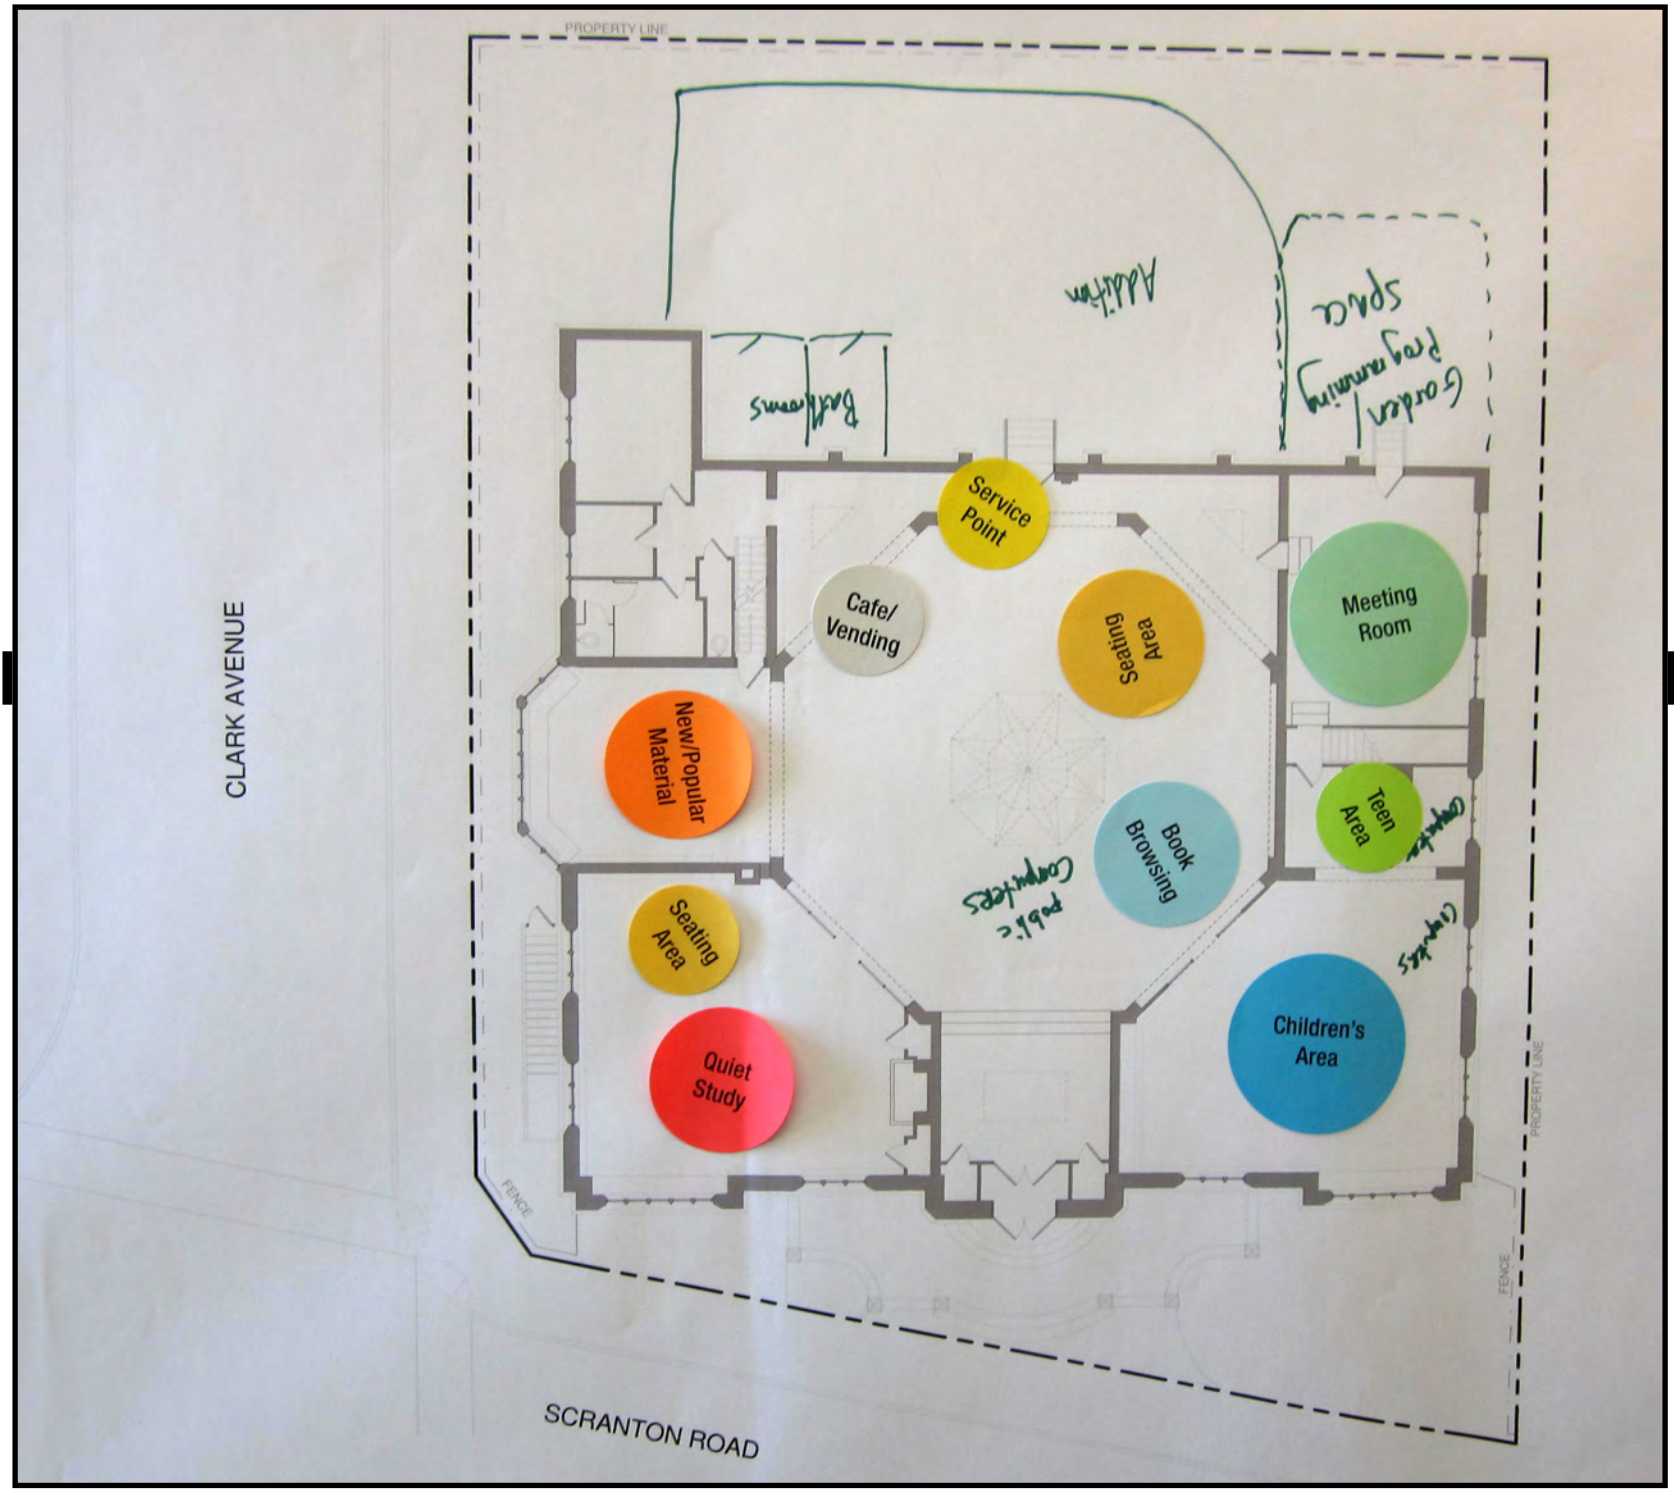 PROPERTY LINE
Addition
Garden/
Programming
Space
Bathrooms
Service
Point
Cafe/
Vending
Seating
Area
Meeting
Room
CLARK AVENUE
New/Popular
Material
Book
Browsing
Teen
Area
Computer
public
Computers
Seating
Area
Computers
Quiet
Study
Children's
Area
PROPERTY LINE
FENCE
FENCE
SCRANTON ROAD